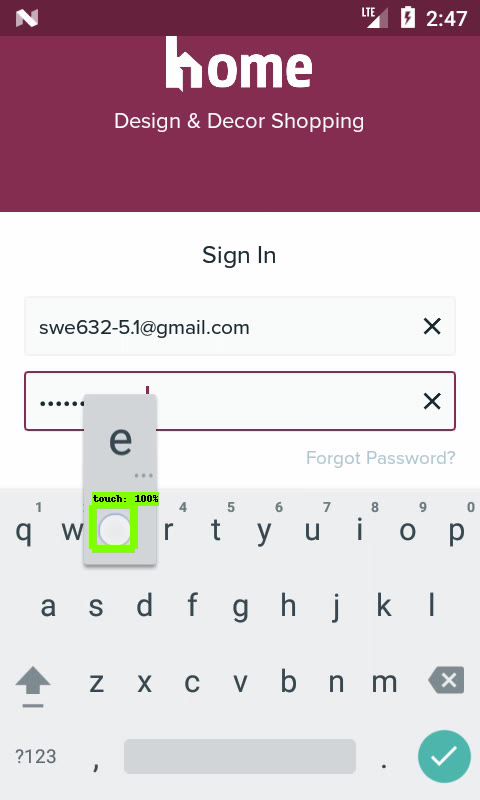 LTE 2:47
home
Design & Decor Shopping
Sign In
swe632-5.1@gmail.com
Forgot Password?
e
touch: 100%
1 4 5 6 7 8 9 0
q w r t y u i o p
a s d f g h j k l
z x c v b n m
?123 , .